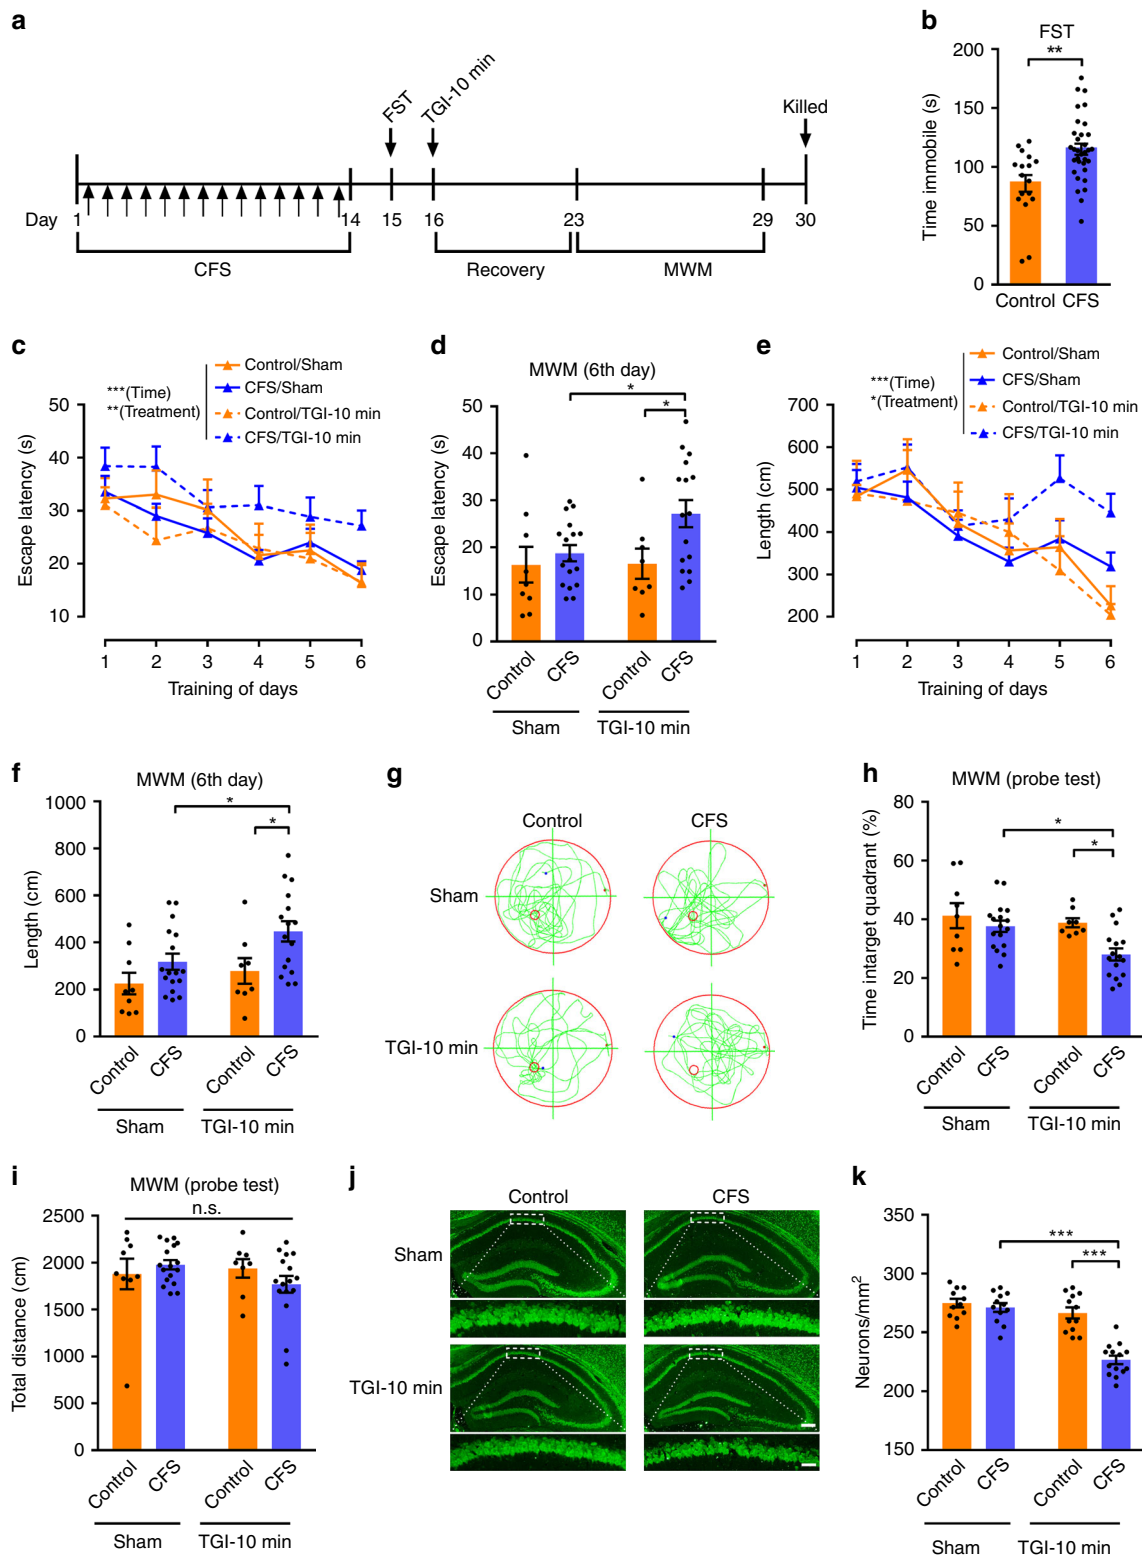 a
FST
TGI-10 min
Killed
Day 1 14 15 16 23 29 30
CFS Recovery MWM
b
FST
**
Time immobile (s)
200
150
100
50
0
Control CFS
c
***(Time)
**(Treatment)
Control/Sham
CFS/Sham
Control/TGI-10 min
CFS/TGI-10 min
Escape latency (s)
50
40
30
20
10
1 2 3 4 5 6
Training of days
d
MWM (6th day)
*
*
Escape latency (s)
50
40
30
20
10
0
Control CFS Control CFS
Sham TGI-10 min
e
***(Time)
*(Treatment)
Control/Sham
CFS/Sham
Control/TGI-10 min
CFS/TGI-10 min
Length (cm)
700
600
500
400
300
200
1 2 3 4 5 6
Training of days
f
MWM (6th day)
*
*
Length (cm)
1000
800
600
400
200
0
Control CFS Control CFS
Sham TGI-10 min
g
Control CFS
Sham
TGI-10 min
h
MWM (probe test)
*
*
Time intarget quadrant (%)
80
60
40
20
0
Control CFS Control CFS
Sham TGI-10 min
i
MWM (probe test)
n.s.
Total distance (cm)
2500
2000
1500
1000
500
0
Control CFS Control CFS
Sham TGI-10 min
j
Control CFS
Sham
TGI-10 min
k
***
***
Neurons/mm²
350
300
250
200
150
Control CFS Control CFS
Sham TGI-10 min